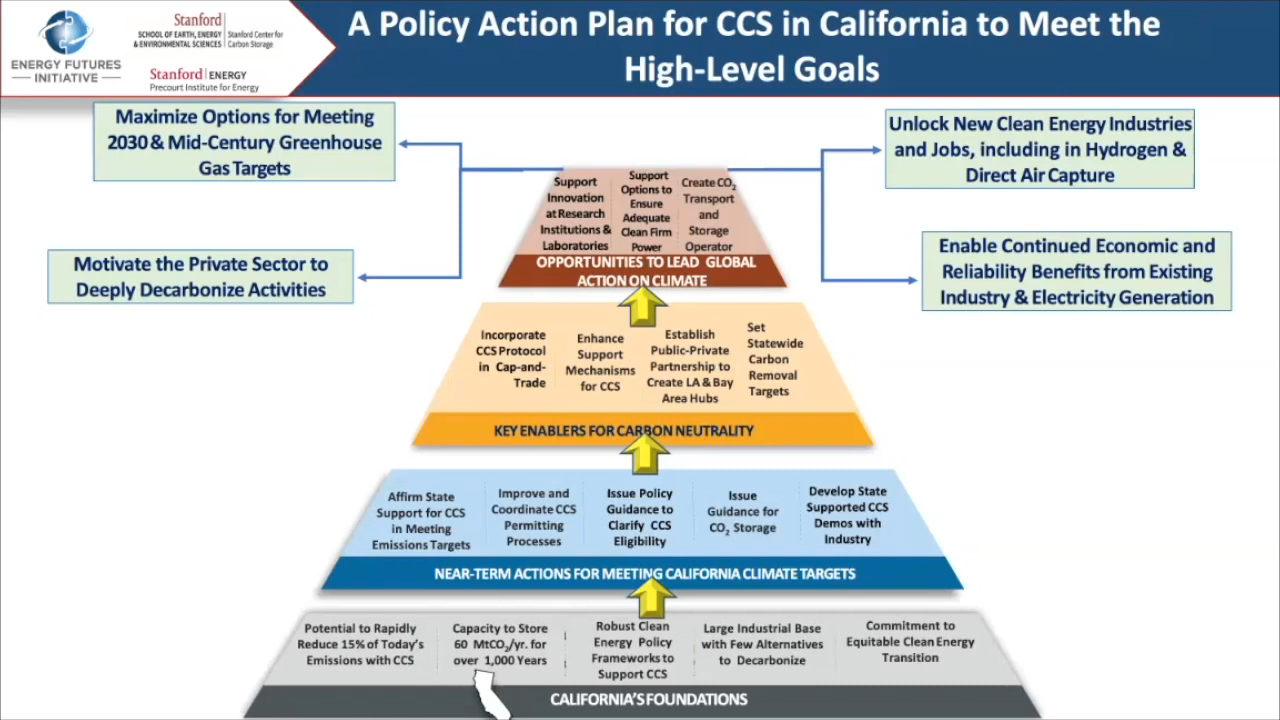 ENERGY FUTURES
INITIATIVE
Stanford
SCHOOL OF EARTH, ENERGY
& ENVIRONMENTAL SCIENCES
Stanford Center for
Carbon Storage
Stanford ENERGY
Precourt Institute for Energy
A Policy Action Plan for CCS in California to Meet the
High-Level Goals
Maximize Options for Meeting
2030 & Mid-Century Greenhouse
Gas Targets
Unlock New Clean Energy Industries
and Jobs, including in Hydrogen &
Direct Air Capture
Motivate the Private Sector to
Deeply Decarbonize Activities
Enable Continued Economic and
Reliability Benefits from Existing
Industry & Electricity Generation
Support
Innovation
at Research
Institutions &
Laboratories
Support
Options to
Ensure
Adequate
Clean Firm
Power
Create CO₂
Transport
and
Storage
Operator
OPPORTUNITIES TO LEAD GLOBAL
ACTION ON CLIMATE
Incorporate
CCS Protocol
in Cap-and-
Trade
Enhance
Support
Mechanisms
for CCS
Establish
Public-Private
Partnership to
Create LA & Bay
Area Hubs
Set
Statewide
Carbon
Removal
Targets
KEY ENABLERS FOR CARBON NEUTRALITY
Affirm State
Support for CCS
in Meeting
Emissions Targets
Improve and
Coordinate CCS
Permitting
Processes
Issue Policy
Guidance to
Clarify CCS
Eligibility
Issue
Guidance for
CO₂ Storage
Develop State
Supported CCS
Demos with
Industry
NEAR-TERM ACTIONS FOR MEETING CALIFORNIA CLIMATE TARGETS
Potential to Rapidly
Reduce 15% of Today's
Emissions with CCS
Capacity to Store
60 MtCO₂/yr. for
over 1,000 Years
Robust Clean
Energy Policy
Frameworks to
Support CCS
Large Industrial Base
with Few Alternatives
to Decarbonize
Commitment to
Equitable Clean Energy
Transition
CALIFORNIA'S FOUNDATIONS